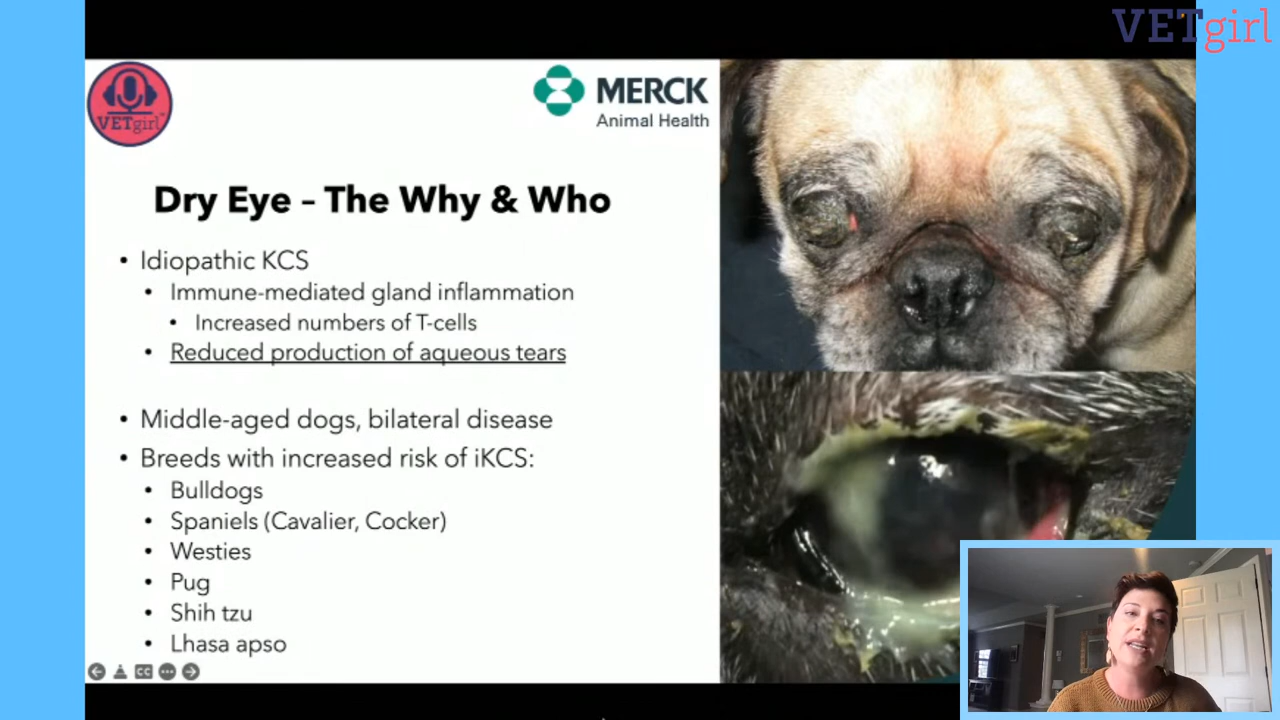 VETgirl
VETgirl
MERCK
Animal Health
Dry Eye – The Why & Who
• Idiopathic KCS
• Immune-mediated gland inflammation
• Increased numbers of T-cells
• Reduced production of aqueous tears
• Middle-aged dogs, bilateral disease
• Breeds with increased risk of iKCS:
• Bulldogs
• Spaniels (Cavalier, Cocker)
• Westies
• Pug
• Shih tzu
• Lhasa apso
CC